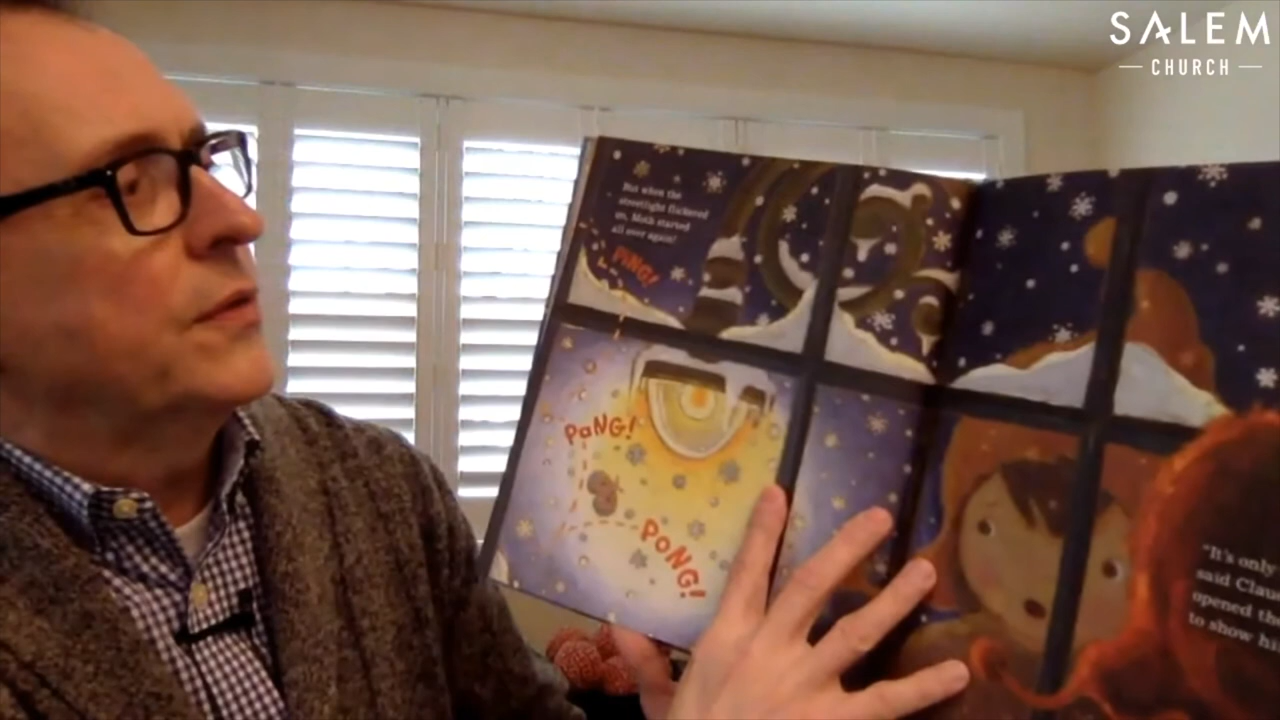 SALEM
CHURCH
But when the
streetlight flickered
on, Moth started
all over again!
PING!
PaNG!
PoNG!
"It's only
said Clau
opened the
to show hi